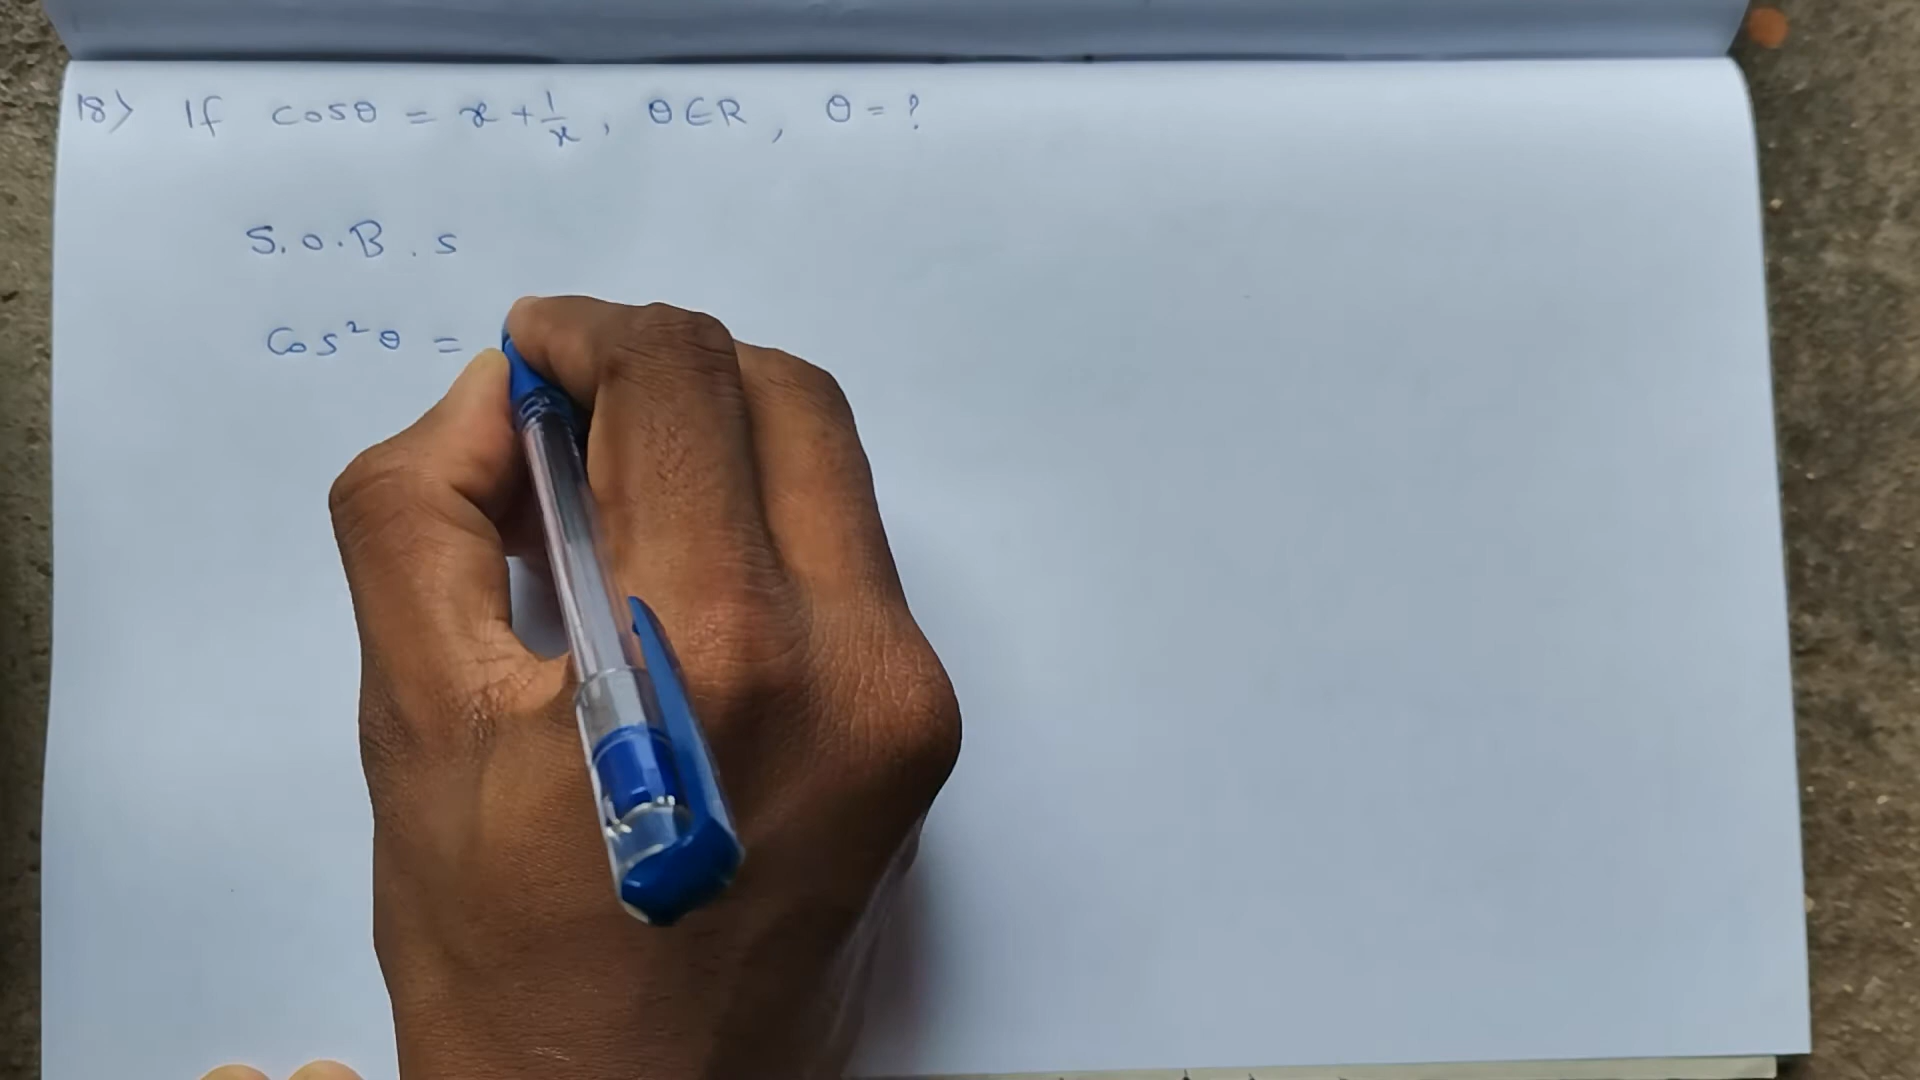 18) If cosθ = x + 1/x, θ∈R, θ = ?
S.O.B.S
Cos²θ =